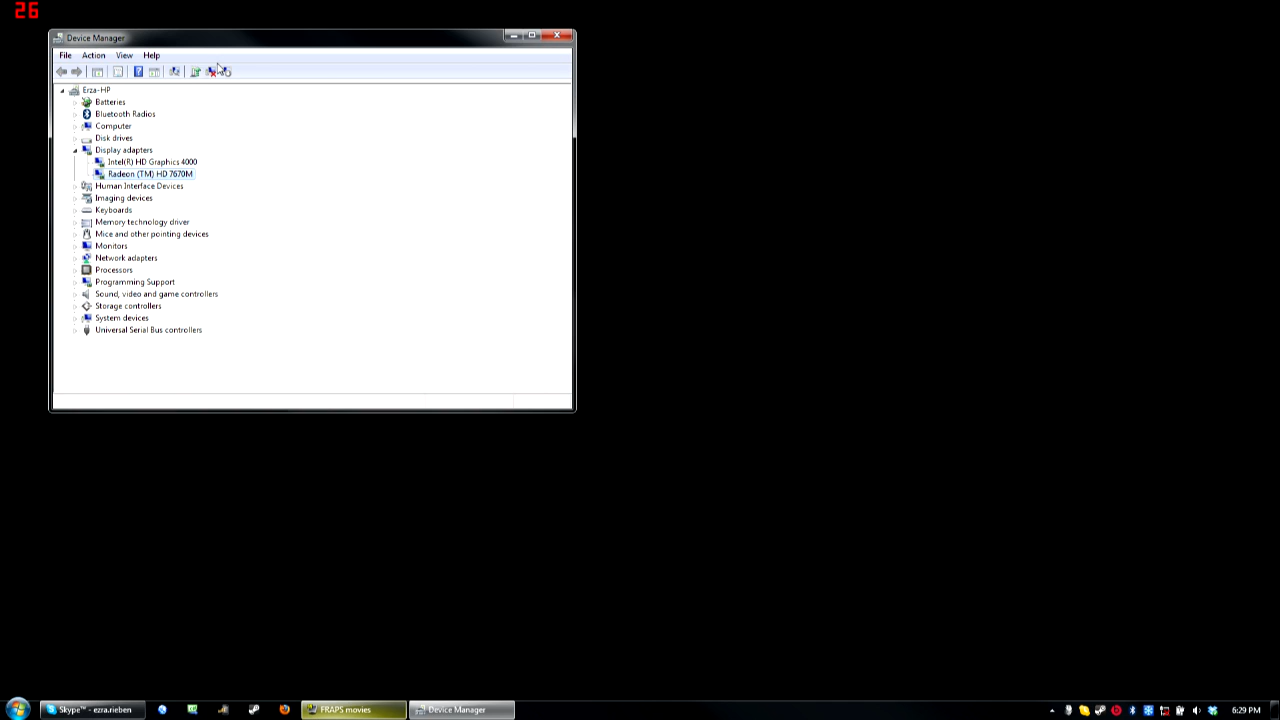 26
Device Manager
File Action View Help
Erza-HP
Batteries
Bluetooth Radios
Computer
Disk drives
Display adapters
Intel(R) HD Graphics 4000
Radeon (TM) HD 7670M
Human Interface Devices
Imaging devices
Keyboards
Memory technology driver
Mice and other pointing devices
Monitors
Network adapters
Processors
Programming Support
Sound, video and game controllers
Storage controllers
System devices
Universal Serial Bus controllers
Skype™ - ezra.rieben FRAPS movies Device Manager 6:29 PM